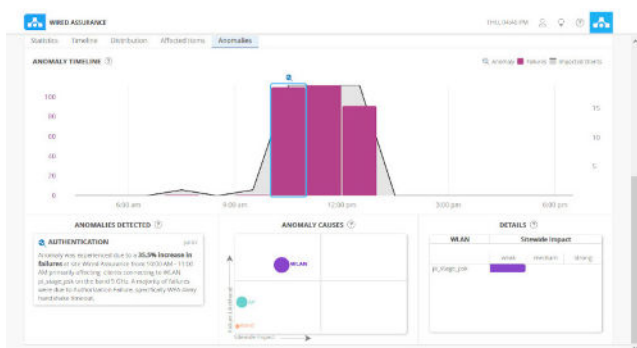 WIRED ASSURANCE
Statistics Timeline Distribution Affected Items Anomalies
ANOMALY TIMELINE
Anomaly Failures Impacted Clients
100
80
60
40
20
0
15
10
5
6:00 am 9:00 am 12:00 pm 3:00 pm 6:00 pm
ANOMALIES DETECTED
AUTHENTICATION
Anomaly was experienced due to a 35.5% increase in
failures at site Wired Assurance from 10:00 AM - 11:00
AM primarily affecting clients connecting to WLAN
on the band 5 GHz. A majority of failures
were due to Authorization Failure, specifically WPA
handshake timeout.
ANOMALY CAUSES
WLAN
AP
BAND
Failure Likelihood
Sitewide Impact
DETAILS
WLAN Sitewide Impact
weak medium strong